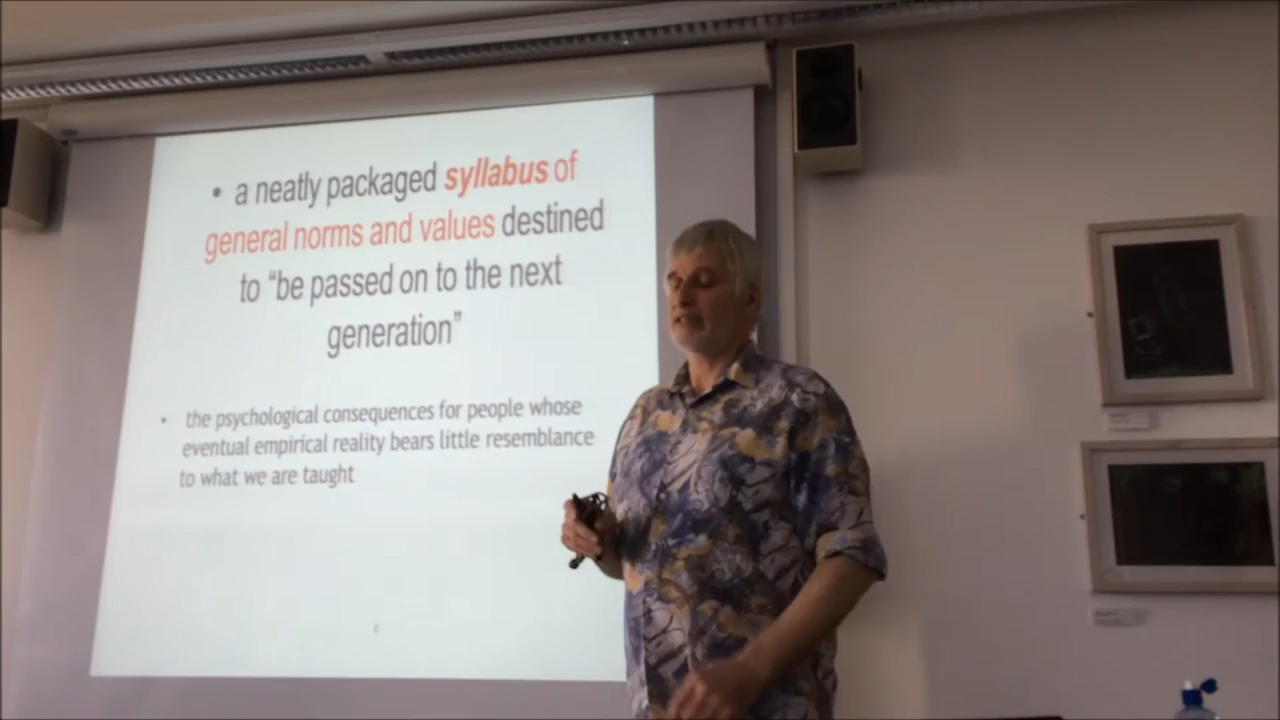 • a neatly packaged syllabus of
general norms and values destined
to “be passed on to the next
generation”
• the psychological consequences for people whose
eventual empirical reality bears little resemblance
to what we are taught